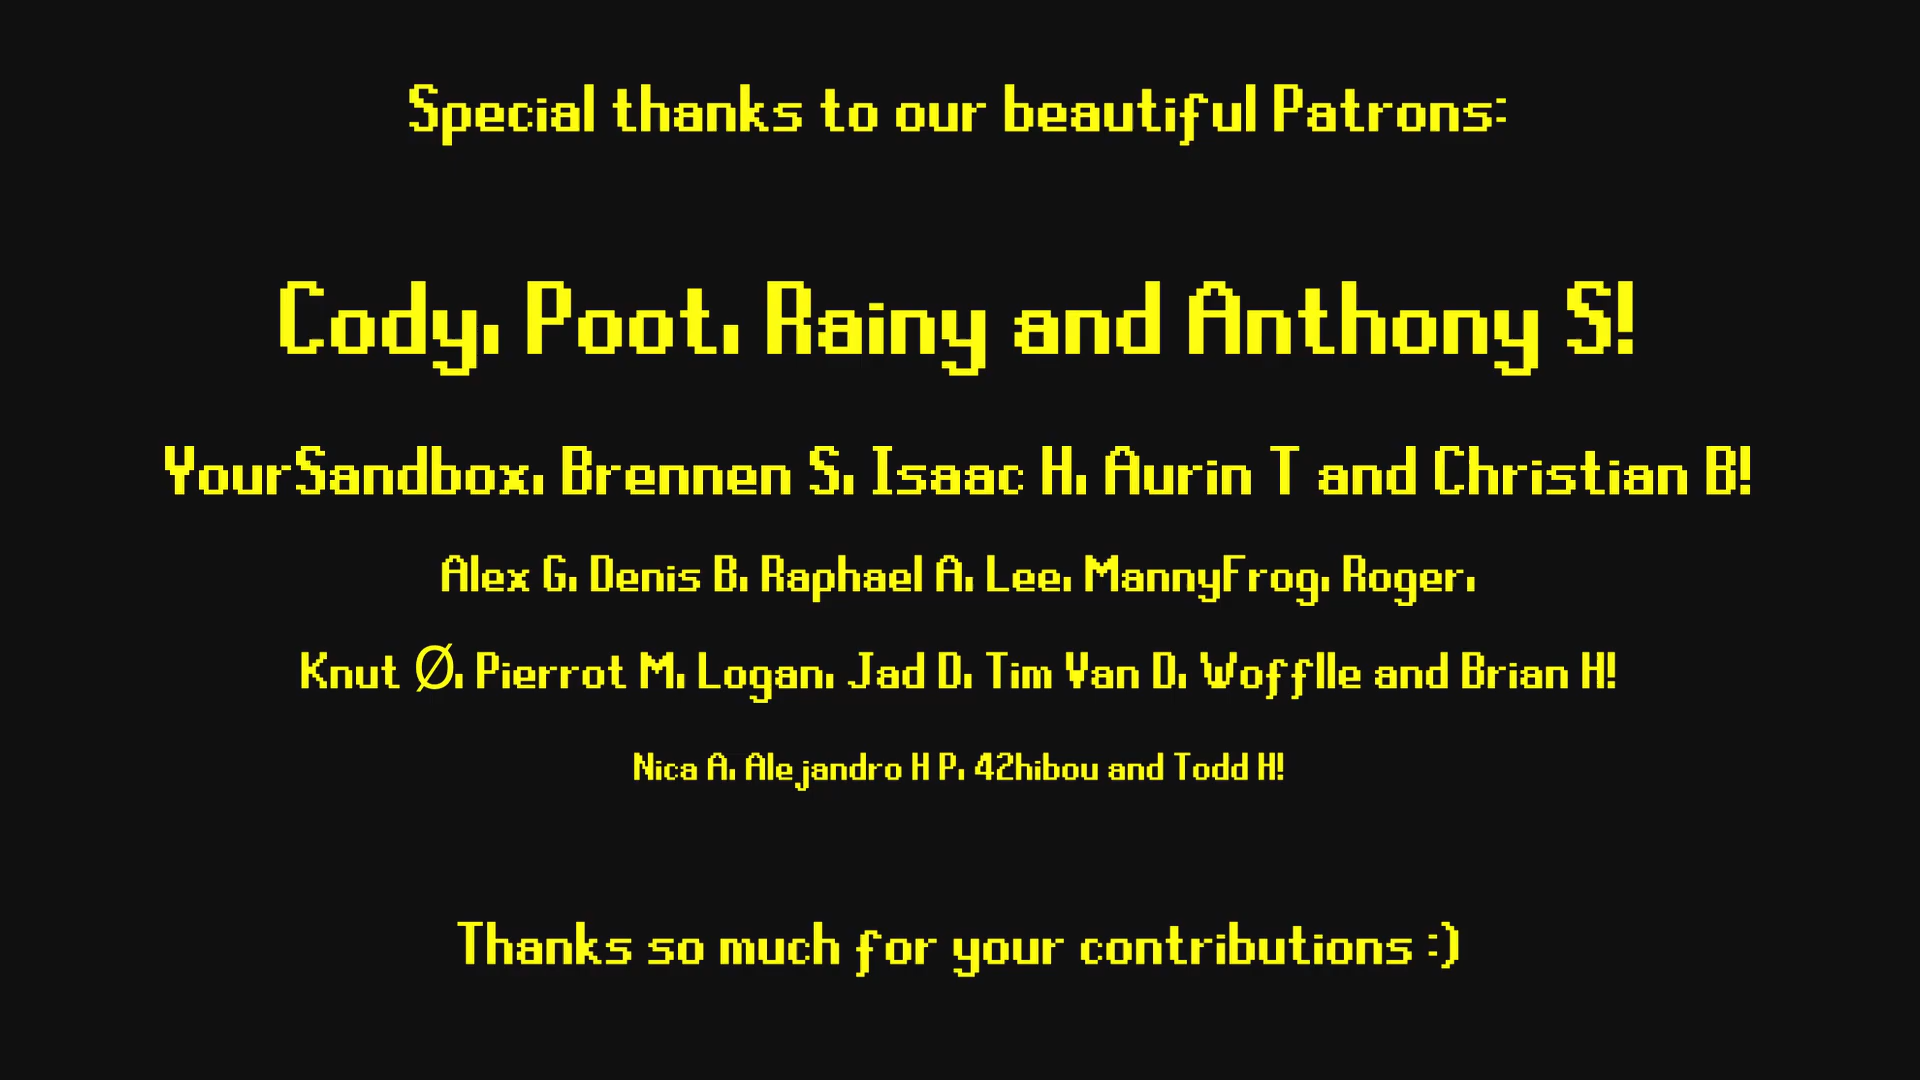 Special thanks to our beautiful Patrons:
Cody, Poot, Rainy and Anthony S!
YourSandbox, Brennen S, Isaac H, Aurin T and Christian B!
Alex G, Denis B, Raphael A, Lee, MannyFrog, Roger,
Knut Ø, Pierrot M, Logan, Jad D, Tim Van D, Wofflle and Brian H!
Nica A, Alejandro H P, 42hibou and Todd H!
Thanks so much for your contributions :)